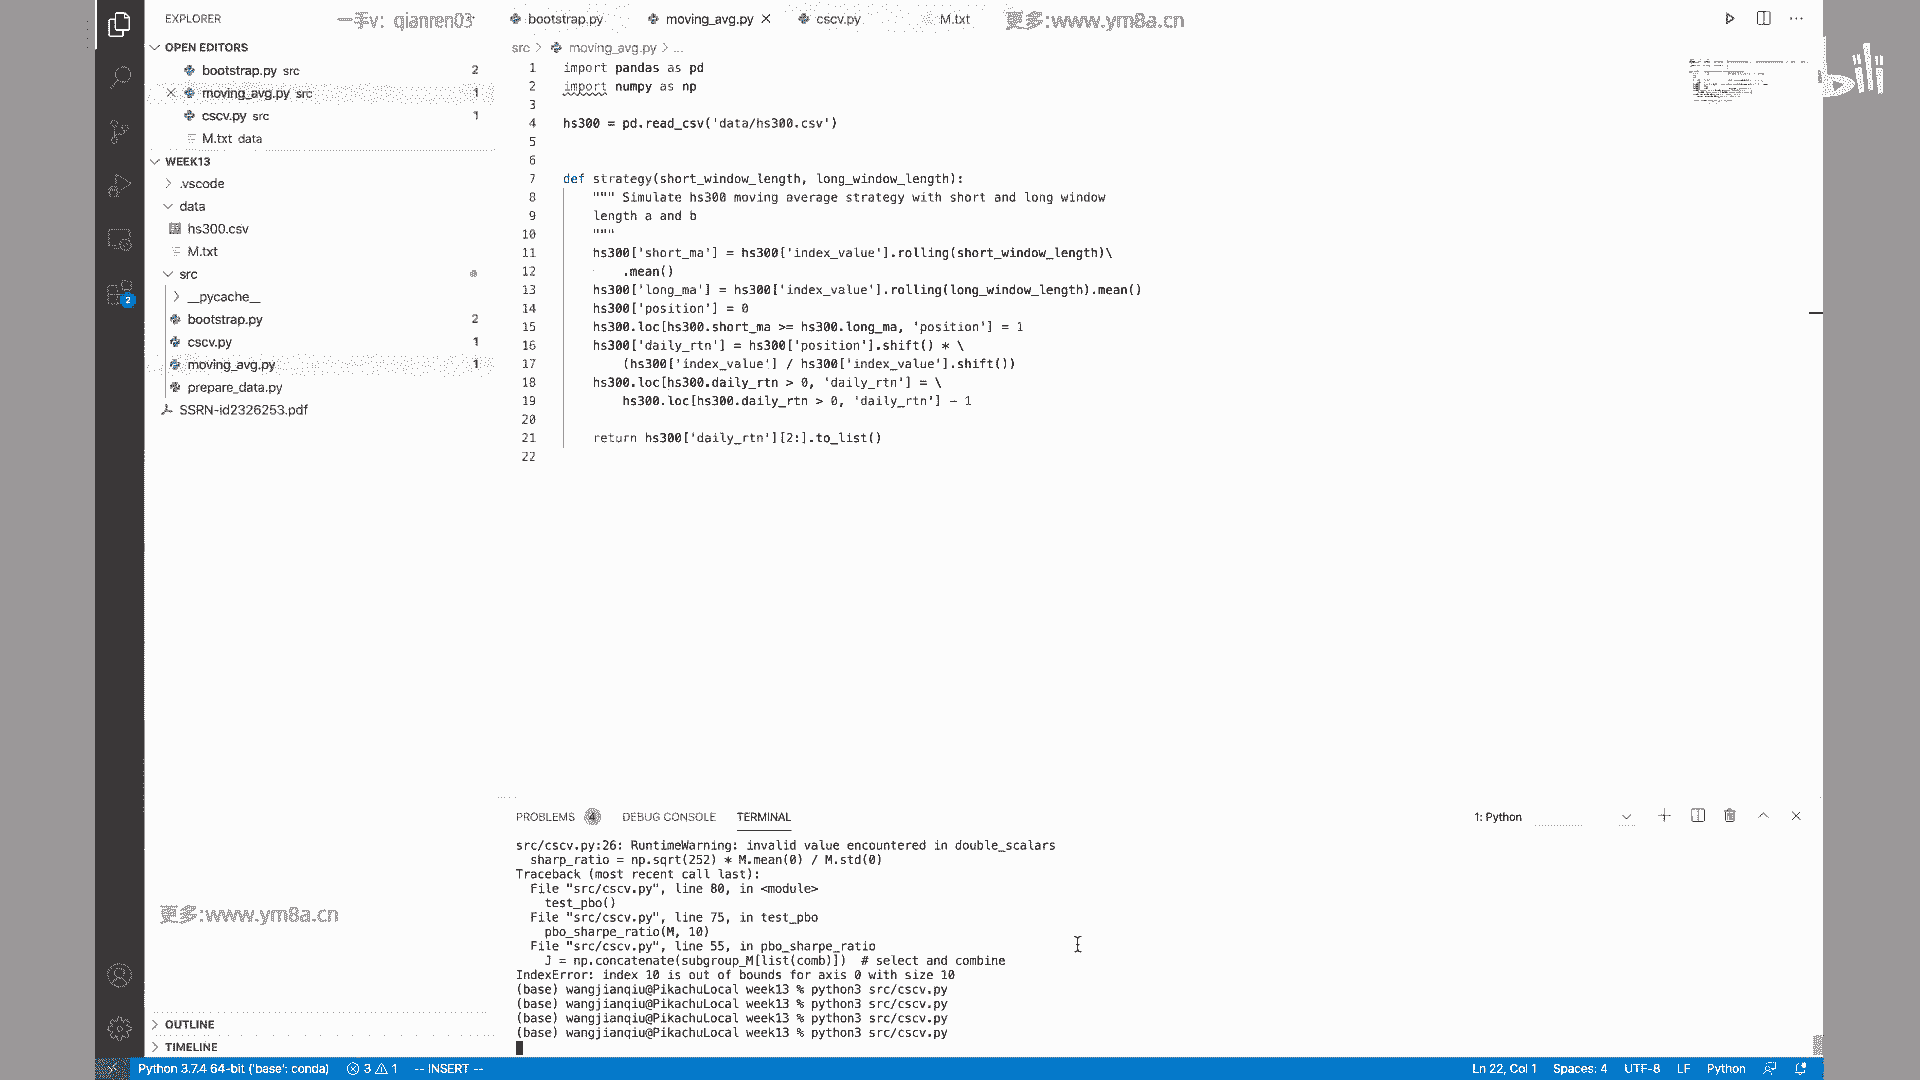 EXPLORER
一手v: qianren03
bootstrap.py
moving_avg.py
cscv.py
M.txt
更多:www.ym8a.cn
bili
OPEN EDITORS
bootstrap.py src 2
moving_avg.py src 1
cscv.py src 1
M.txt data
WEEK13
.vscode
data
hs300.csv
M.txt
src
__pycache__
bootstrap.py 2
cscv.py 1
moving_avg.py 1
prepare_data.py
SSRN-id2326253.pdf
2
src > moving_avg.py > ...
1 import pandas as pd
2 import numpy as np
3
4 hs300 = pd.read_csv('data/hs300.csv')
5
6
7 def strategy(short_window_length, long_window_length):
8 """ Simulate hs300 moving average strategy with short and long window
9 length a and b
10 """
11 hs300['short_ma'] = hs300['index_value'].rolling(short_window_length)\
12 .mean()
13 hs300['long_ma'] = hs300['index_value'].rolling(long_window_length).mean()
14 hs300['position'] = 0
15 hs300.loc[hs300.short_ma >= hs300.long_ma, 'position'] = 1
16 hs300['daily_rtn'] = hs300['position'].shift() * \
17 (hs300['index_value'] / hs300['index_value'].shift())
18 hs300.loc[hs300.daily_rtn > 0, 'daily_rtn'] = \
19 hs300.loc[hs300.daily_rtn > 0, 'daily_rtn'] - 1
20
21 return hs300['daily_rtn'][2:].to_list()
22
PROBLEMS 4 DEBUG CONSOLE TERMINAL
1: Python
src/cscv.py:26: RuntimeWarning: invalid value encountered in double_scalars
sharp_ratio = np.sqrt(252) * M.mean(0) / M.std(0)
Traceback (most recent call last):
File "src/cscv.py", line 80, in <module>
test_pbo()
File "src/cscv.py", line 75, in test_pbo
pbo_sharpe_ratio(M, 10)
File "src/cscv.py", line 55, in pbo_sharpe_ratio
J = np.concatenate(subgroup_M[list(comb)]) # select and combine
IndexError: index 10 is out of bounds for axis 0 with size 10
(base) wangjianqiu@PikachuLocal week13 % python3 src/cscv.py
(base) wangjianqiu@PikachuLocal week13 % python3 src/cscv.py
(base) wangjianqiu@PikachuLocal week13 % python3 src/cscv.py
(base) wangjianqiu@PikachuLocal week13 % python3 src/cscv.py
更多:www.ym8a.cn
OUTLINE
TIMELINE
Python 3.7.4 64-bit ('base': conda) 3 1 -- INSERT --
Ln 22, Col 1 Spaces: 4 UTF-8 LF Python